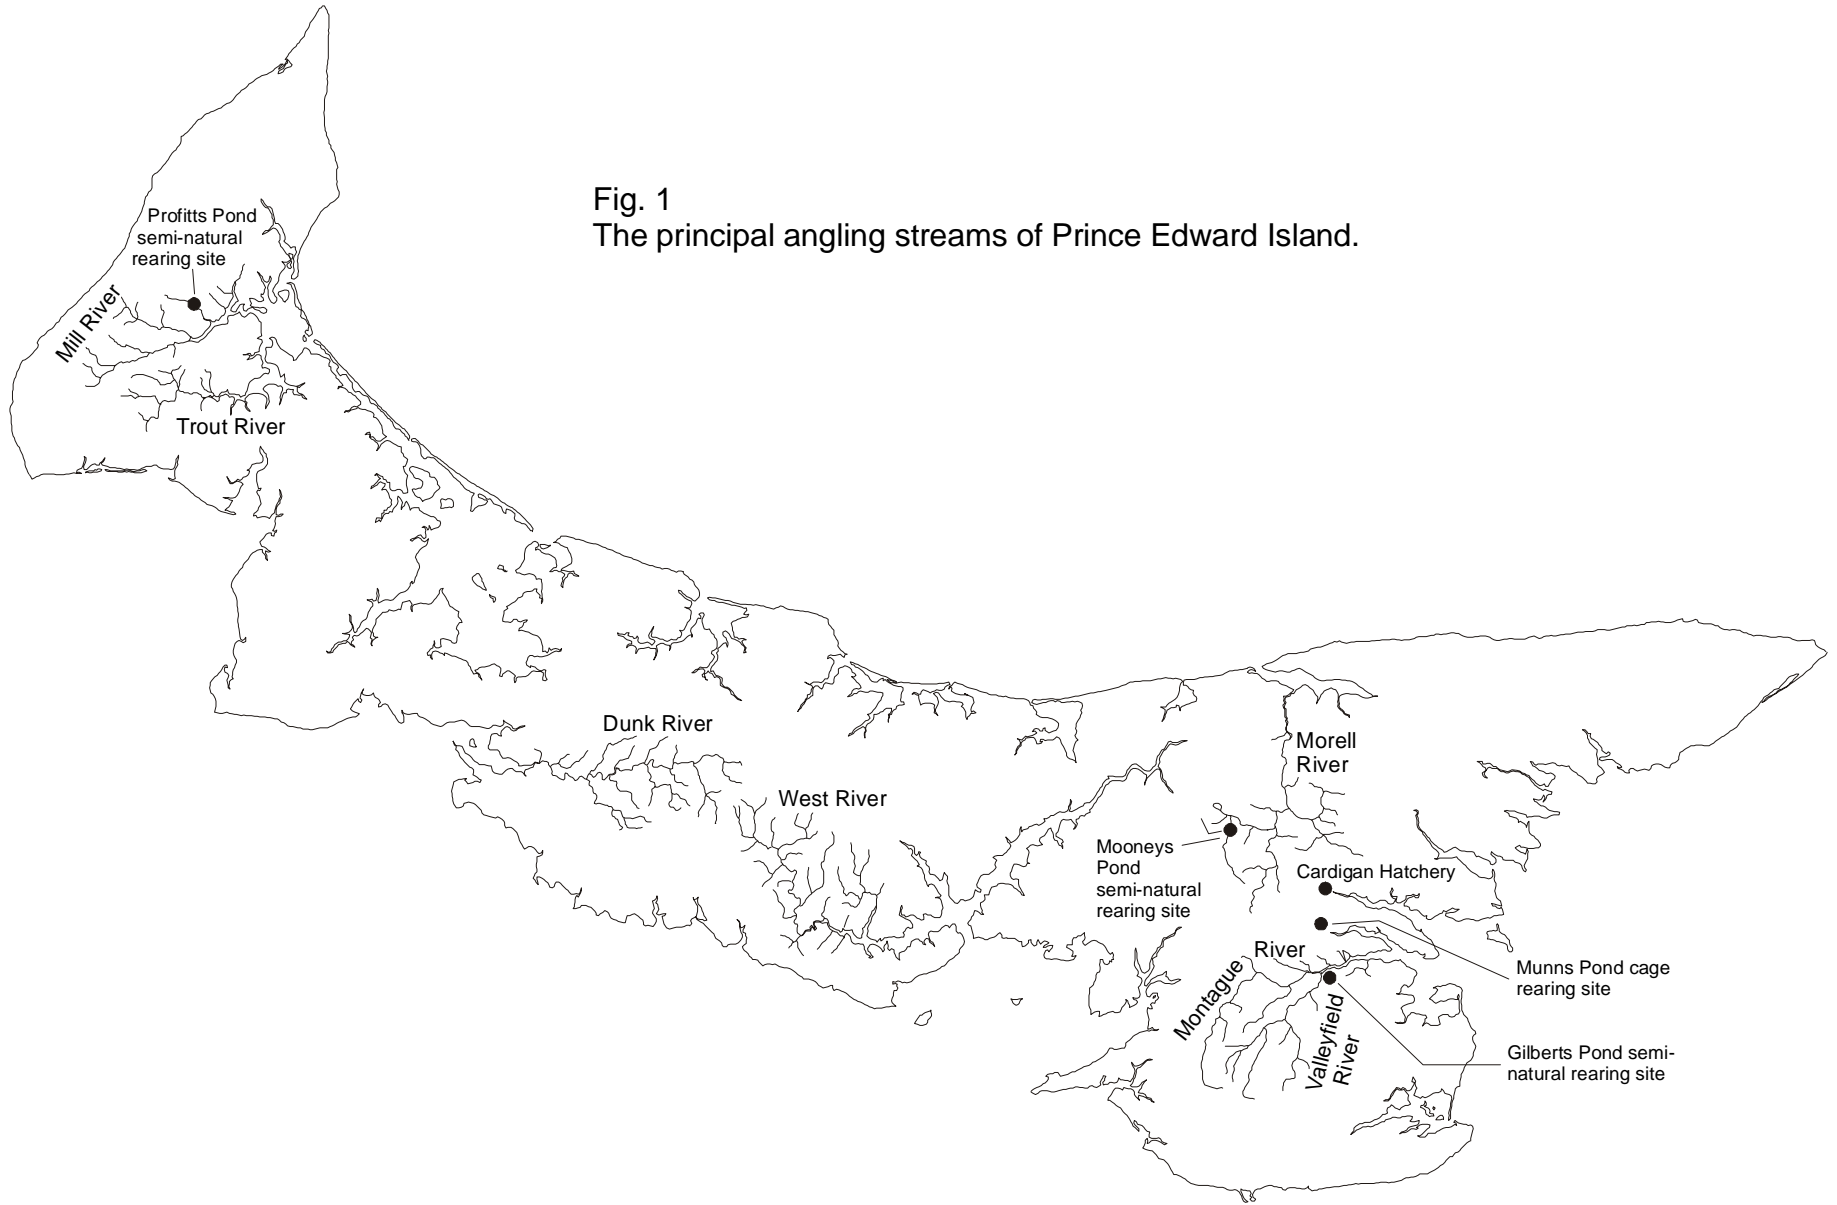 Fig. 1
The principal angling streams of Prince Edward Island.
Profitts Pond
semi-natural
rearing site
Mill River
Trout River
Dunk River
West River
Morell
River
Mooneys
Pond
semi-natural
rearing site
Cardigan Hatchery
Montague River
Munns Pond cage
rearing site
Valleyfield
River
Gilberts Pond semi-
natural rearing site